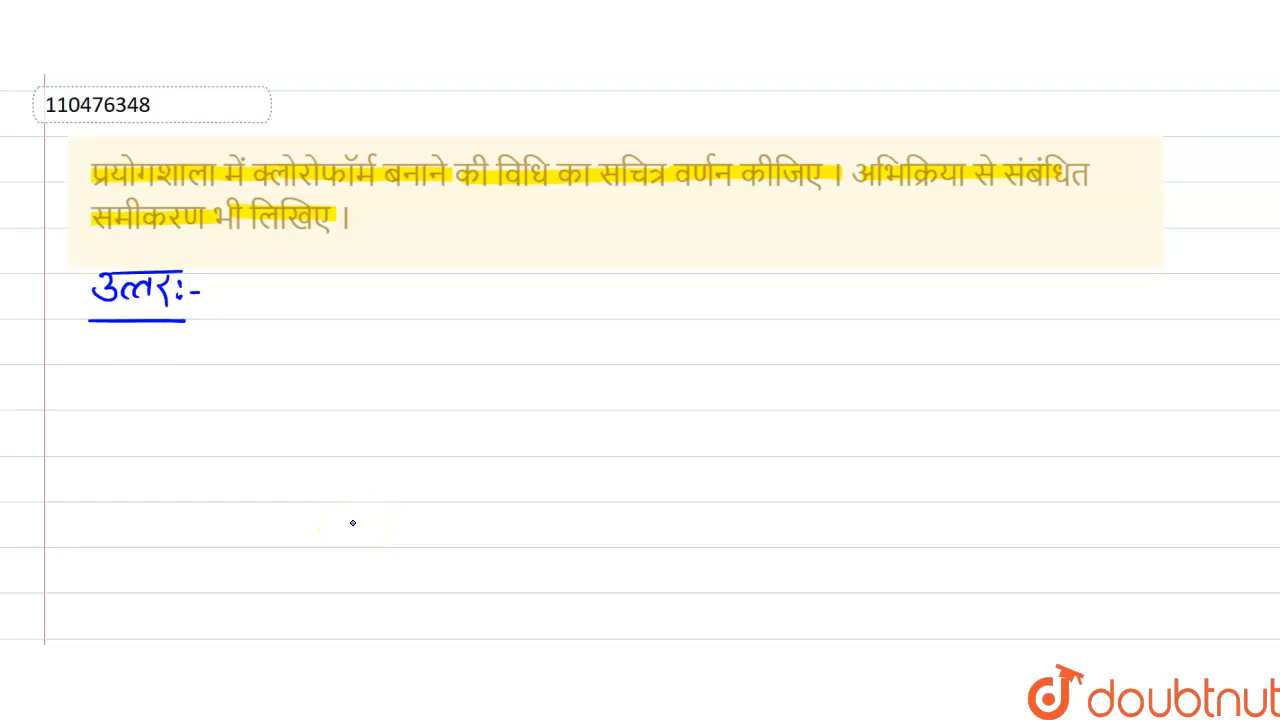 110476348
प्रयोगशाला में क्लोरोफॉर्म बनाने की विधि का सचित्र वर्णन कीजिए । अभिक्रिया से संबंधित
समीकरण भी लिखिए ।
उत्तरः-
doubtnut